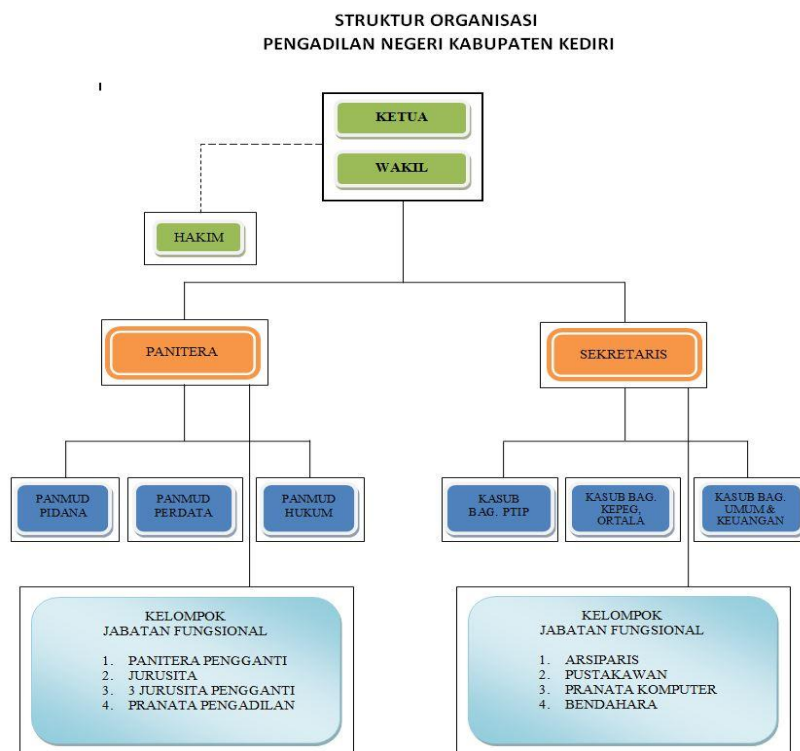 STRUKTUR ORGANISASI
PENGADILAN NEGERI KABUPATEN KEDIRI
KETUA
WAKIL
HAKIM
PANITERA
SEKRETARIS
PANMUD
PIDANA
PANMUD
PERDATA
PANMUD
HUKUM
KASUB
BAG. PTIP
KASUB BAG.
KEPEG,
ORTALA
KASUB BAG.
UMUM &
KEUANGAN
KELOMPOK
JABATAN FUNGSIONAL
1. PANITERA PENGGANTI
2. JURUSITA
3. 3 JURUSITA PENGGANTI
4. PRANATA PENGADILAN
KELOMPOK
JABATAN FUNGSIONAL
1. ARSIPARIS
2. PUSTAKAWAN
3. PRANATA KOMPUTER
4. BENDAHARA